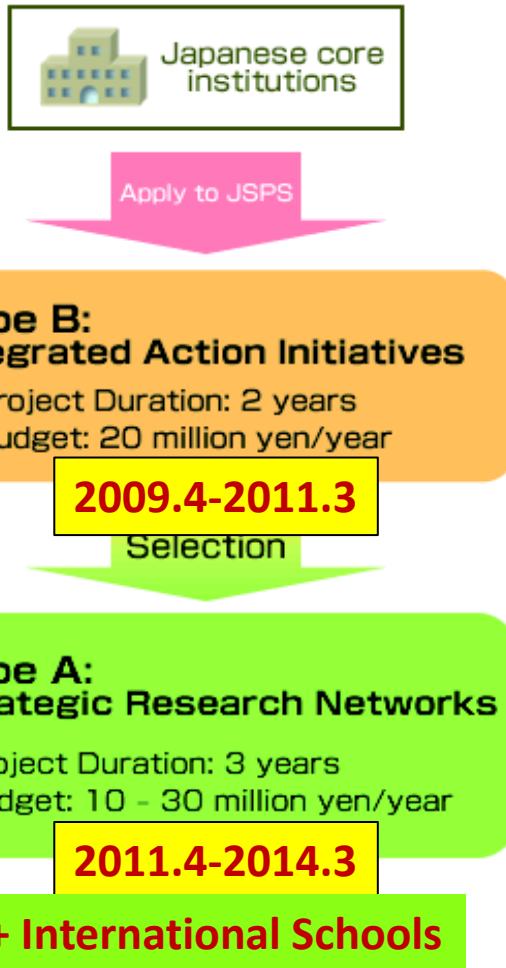 Japanese core
institutions
Apply to JSPS
pe B:
egrated Action Initiatives
roject Duration: 2 years
udget: 20 million yen/year
2009.4-2011.3
Selection
pe A:
ategic Research Networks
oject Duration: 3 years
dget: 10 - 30 million yen/year
2011.4-2014.3
+ International Schools